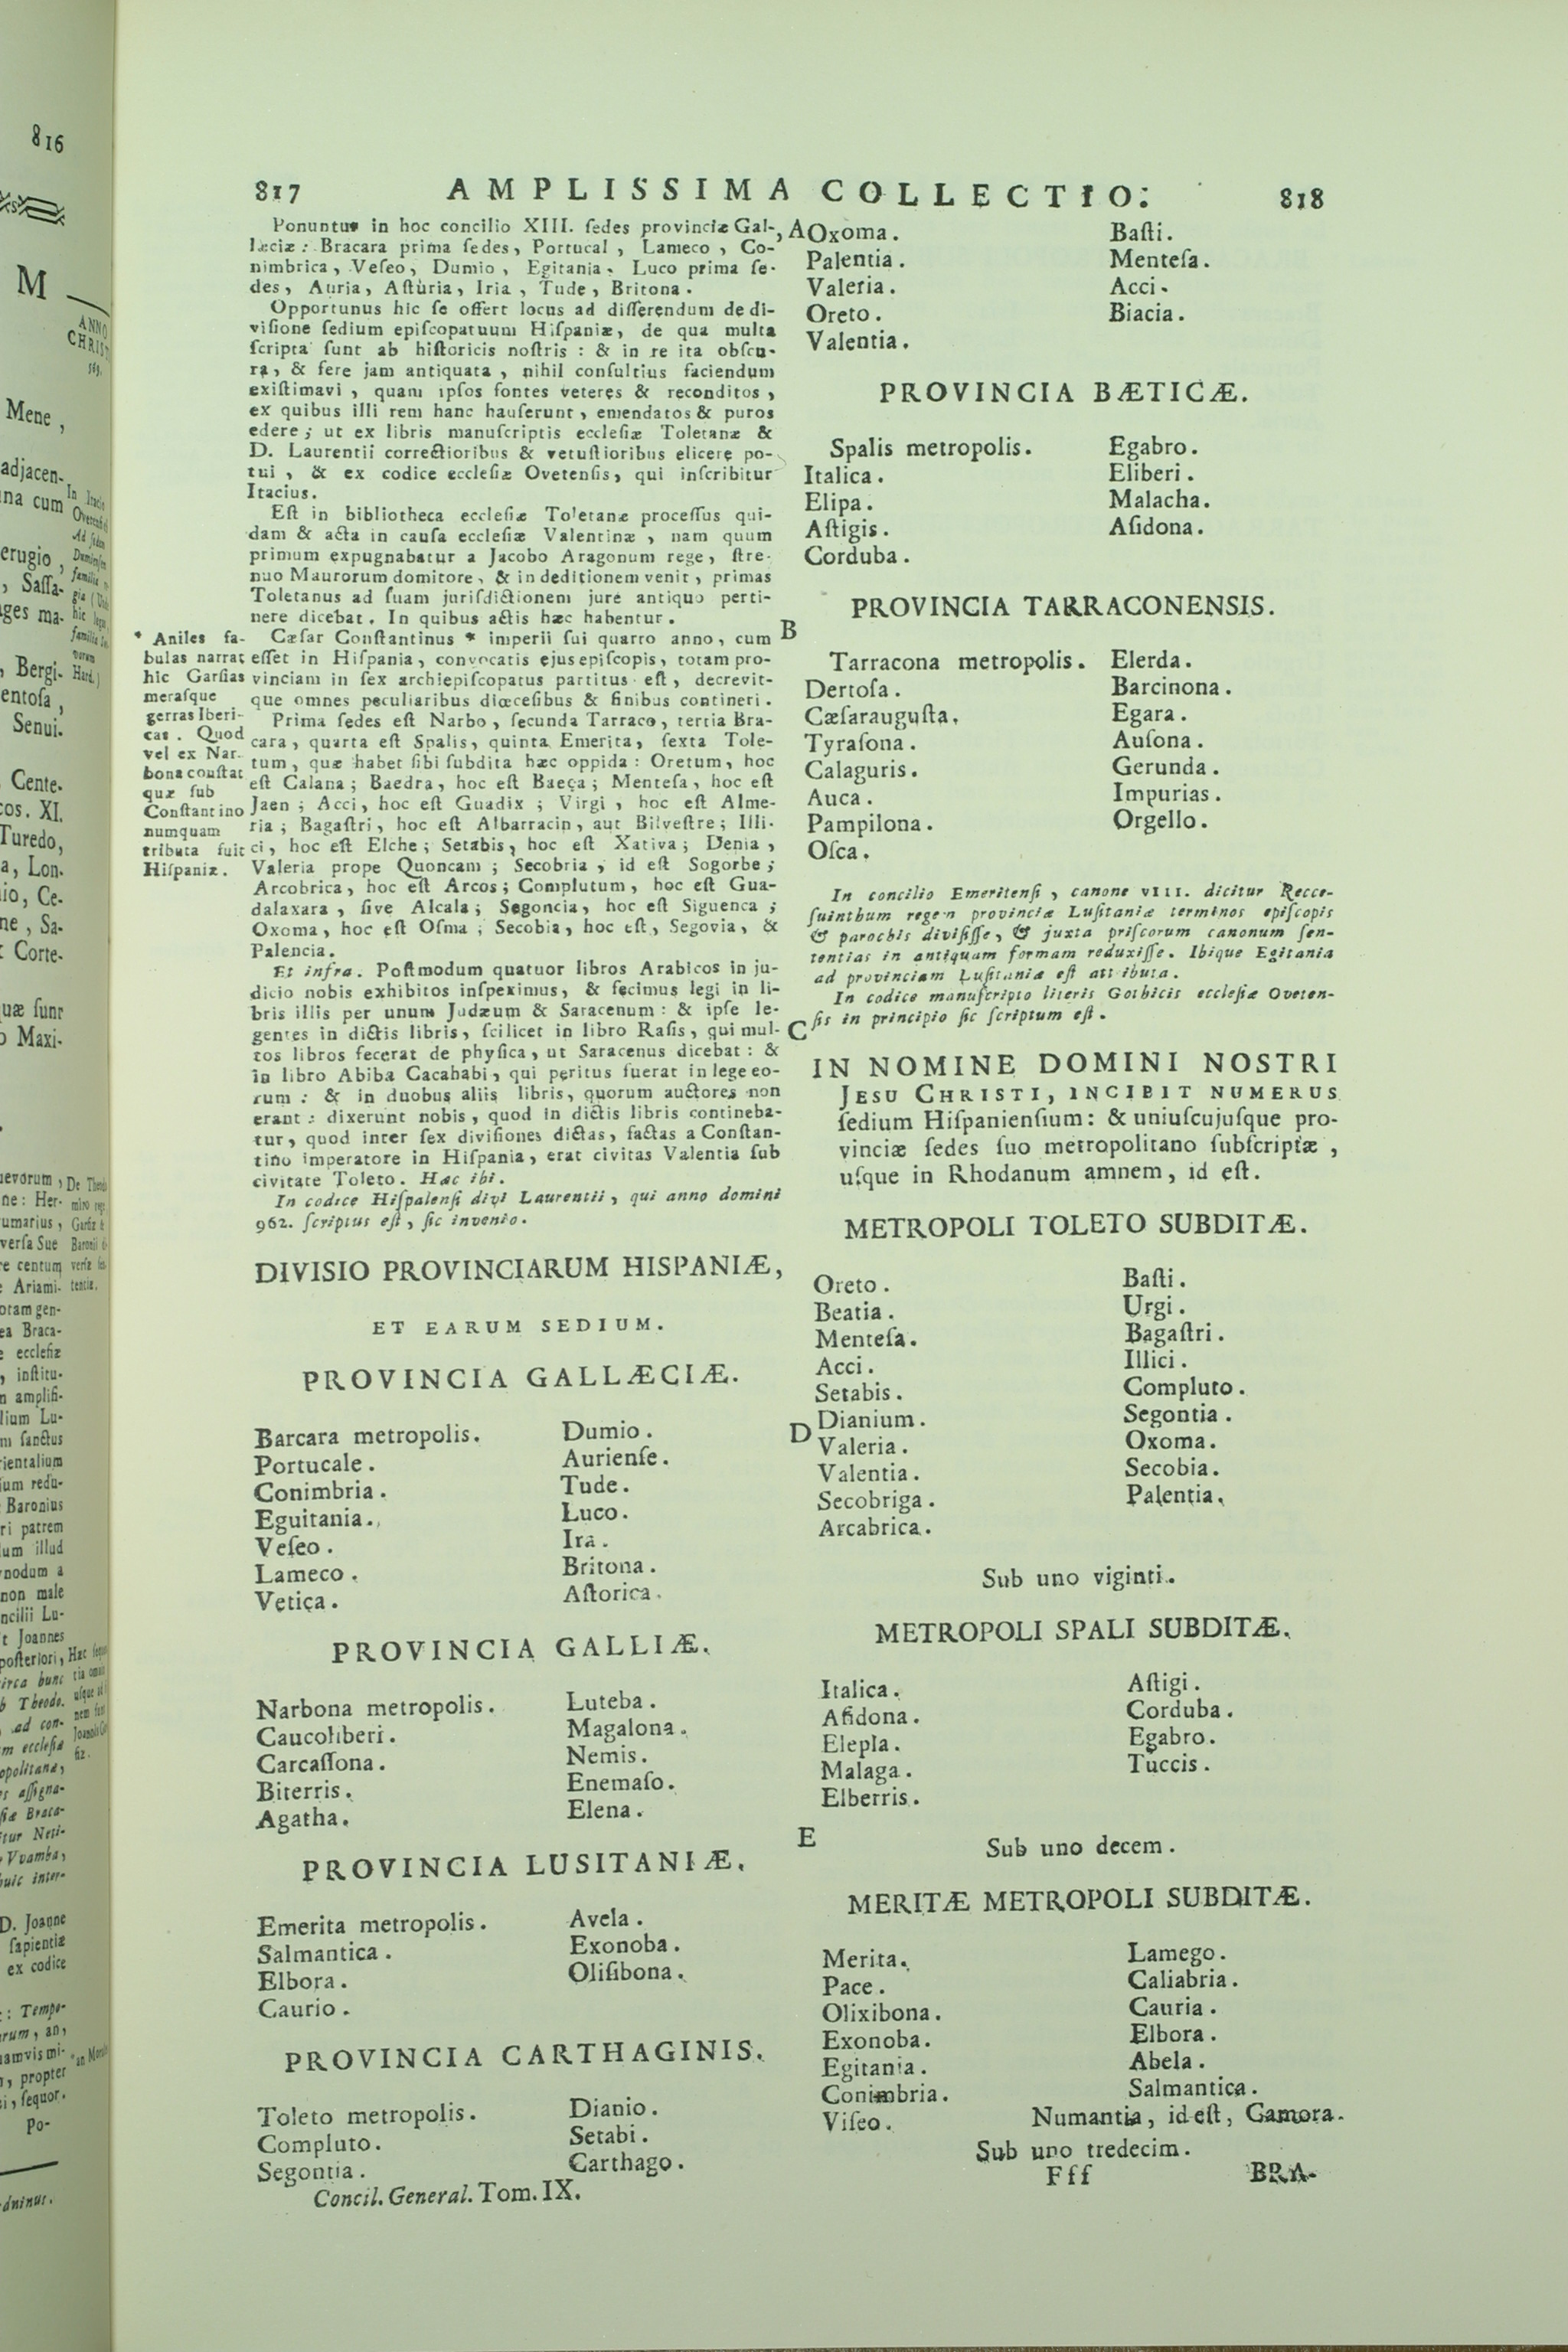 816
M
ANNO
CHRIST
569.
Mene,
adjacen-
na cum
erugio,
, Saſſa-
ges ma-
, Bergi-
entoſa,
Senui.
Cente-
cos. XI.
Turedo,
a, Lon-
io, Ce-
ne, Sa-
Corte-
uæ ſunt
Maxi-
817 AMPLISSIMA COLLECTIO. 818
Ponuntur in hoc concilio XIII. ſedes provinciæ Gal-
læciæ: Bracara prima ſedes, Portucal, Lameco, Co-
nimbrica, Veſeo, Dumio, Egitania. Luco prima ſe-
des, Auria, Aſturia, Iria, Tude, Britona.
Opportunus hic ſe offert locus ad diſſerendum de di-
viſione ſedium epiſcopatuum Hiſpaniæ, de qua multa
ſcripta ſunt ab hiſtoricis noſtris: & in re ita obſcu-
ra, & fere jam antiquata, nihil conſultius faciendum
exiſtimavi, quam ipſos fontes veteres & reconditos,
ex quibus illi rem hanc hauſerunt, emendatos & puros
edere; ut ex libris manuſcriptis eccleſiæ Toletanæ &
D. Laurentii correctioribus & vetuſtioribus elicere po-
tui, & ex codice eccleſiæ Ovetenſis, qui inſcribitur
Itacius.
Eſt in bibliotheca eccleſiæ Toletanæ proceſſus qui-
dam & acta in cauſa eccleſiæ Valentinæ, nam quum
primum expugnabatur a Jacobo Aragonum rege, ſtre-
nuo Maurorum domitore, & in deditionem venit, primas
Toletanus ad ſuam juriſdictionem jure antiquo perti-
nere dicebat. In quibus actis hæc habentur.
Cæſar Conſtantinus * imperii ſui quarto anno, cum
eſſet in Hiſpania, convocatis ejus epiſcopis, totam pro-
vinciam in ſex archiepiſcopatus partitus eſt, decrevit-
que omnes peculiaribus diœceſibus & finibus contineri.
Prima ſedes eſt Narbo, ſecunda Tarraco, tertia Bra-
cara, quarta eſt Spalis, quinta Emerita, ſexta Tole-
tum, quæ habet ſibi ſubdita hæc oppida: Oretum, hoc
eſt Calana; Baedra, hoc eſt Baeça; Menteſa, hoc eſt
Jaen; Acci, hoc eſt Guadix; Virgi, hoc eſt Alme-
ria; Bagaſtri, hoc eſt Albarracin, aut Bilveſtre; Illi-
ci, hoc eſt Elche; Setabis, hoc eſt Xativa; Denia,
Valeria prope Quoncam; Secobria, id eſt Sogorbe;
Arcobrica, hoc eſt Arcos; Complutum, hoc eſt Gua-
dalaxara, ſive Alcala; Segoncia, hoc eſt Siguenca;
Oxoma, hoc eſt Oſma; Secobia, hoc eſt, Segovia, &
Palencia.
Et infra. Poſtmodum quatuor libros Arabicos in ju-
dicio nobis exhibitos inſpeximus, & fecimus legi in li-
bris illis per unum Judæum & Saracenum: & ipſe le-
gentes in dictis libris, ſcilicet in libro Raſis, qui mul-
tos libros fecerat de phyſica, ut Saracenus dicebat: &
in libro Abiba Cacahabi, qui peritus fuerat in lege eo-
rum: & in duobus aliis libris, quorum auctores non
erant: dixerunt nobis, quod in dictis libris contineba-
tur, quod inter ſex diviſiones dictas, factas a Conſtan-
tino imperatore in Hiſpania, erat civitas Valentia ſub
civitate Toleto. Hæc ibi.
In codice Hiſpalenſi divi Laurentii, qui anno domini
962. ſcriptus eſt, ſic invenio.
* Aniles fa-
bulas narrat
hic Garſias
meraſque
gerras Iberi-
cas. Quod
vel ex Nar-
bona conſtat
quæ ſub
Conſtantino
numquam
tributa fuit
Hiſpaniæ.
DIVISIO PROVINCIARUM HISPANIÆ,
ET EARUM SEDIUM.
PROVINCIA GALLÆCIÆ.
Barcara metropolis.
Portucale.
Conimbria.
Eguitania.
Veſeo.
Lameco.
Vetica.
Dumio.
Aurienſe.
Tude.
Luco.
Ira.
Britona.
Aſtorica.
PROVINCIA GALLIÆ.
Narbona metropolis.
Caucoliberi.
Carcaſſona.
Biterris.
Agatha.
Luteba.
Magalona.
Nemis.
Enemaſo.
Elena.
PROVINCIA LUSITANIÆ.
Emerita metropolis.
Salmantica.
Elbora.
Caurio.
Avela.
Exonoba.
Oliſibona.
PROVINCIA CARTHAGINIS.
Toleto metropolis.
Compluto.
Segontia.
Dianio.
Setabi.
Carthago.
Concil. General. Tom. IX.
A
Oxoma.
Palentia.
Valeria.
Oreto.
Valentia.
Baſti.
Menteſa.
Acci.
Biacia.
PROVINCIA BÆTICÆ.
Spalis metropolis.
Italica.
Elipa.
Aſtigis.
Corduba.
Egabro.
Eliberi.
Malacha.
Aſidona.
PROVINCIA TARRACONENSIS.
B
Tarracona metropolis.
Dertoſa.
Cæſarauguſta.
Tyraſona.
Calaguris.
Auca.
Pampilona.
Oſca.
Elerda.
Barcinona.
Egara.
Auſona.
Gerunda.
Impurias.
Orgello.
In concilio Emeritenſi, canone VIII. dicitur Recce-
ſuinthum regem provinciæ Luſitaniæ terminos epiſcopis
& parochis diviſiſſe, & juxta priſcorum canonum ſen-
tentias in antiquam formam reduxiſſe. Ibique Egitania
ad provinciam Luſitaniæ eſt attributa.
In codice manuſcripto literis Gothicis eccleſiæ Oveten-
ſis in principio ſic ſcriptum eſt.
C
IN NOMINE DOMINI NOSTRI
JESU CHRISTI, INCIPIT NUMERUS
ſedium Hiſpanienſium: & uniuſcujuſque pro-
vinciæ ſedes ſuo metropolitano ſubſcriptæ,
uſque in Rhodanum amnem, id eſt.
METROPOLI TOLETO SUBDITÆ.
Oreto.
Beatia.
Menteſa.
Acci.
Setabis.
Dianium.
D
Valeria.
Valentia.
Secobriga.
Arcabrica.
Baſti.
Urgi.
Bagaſtri.
Illici.
Compluto.
Segontia.
Oxoma.
Secobia.
Palentia.
Sub uno viginti.
METROPOLI SPALI SUBDITÆ.
Italica.
Aſidona.
Elepla.
Malaga.
Elberris.
Aſtigi.
Corduba.
Egabro.
Tuccis.
E
Sub uno decem.
MERITÆ METROPOLI SUBDITÆ.
Merita.
Pace.
Olixibona.
Exonoba.
Egitania.
Conimbria.
Viſeo.
Lamego.
Caliabria.
Cauria.
Elbora.
Abela.
Salmantica.
Numantia, id eſt, Gamora.
Sub uno tredecim.
Fff BRA-